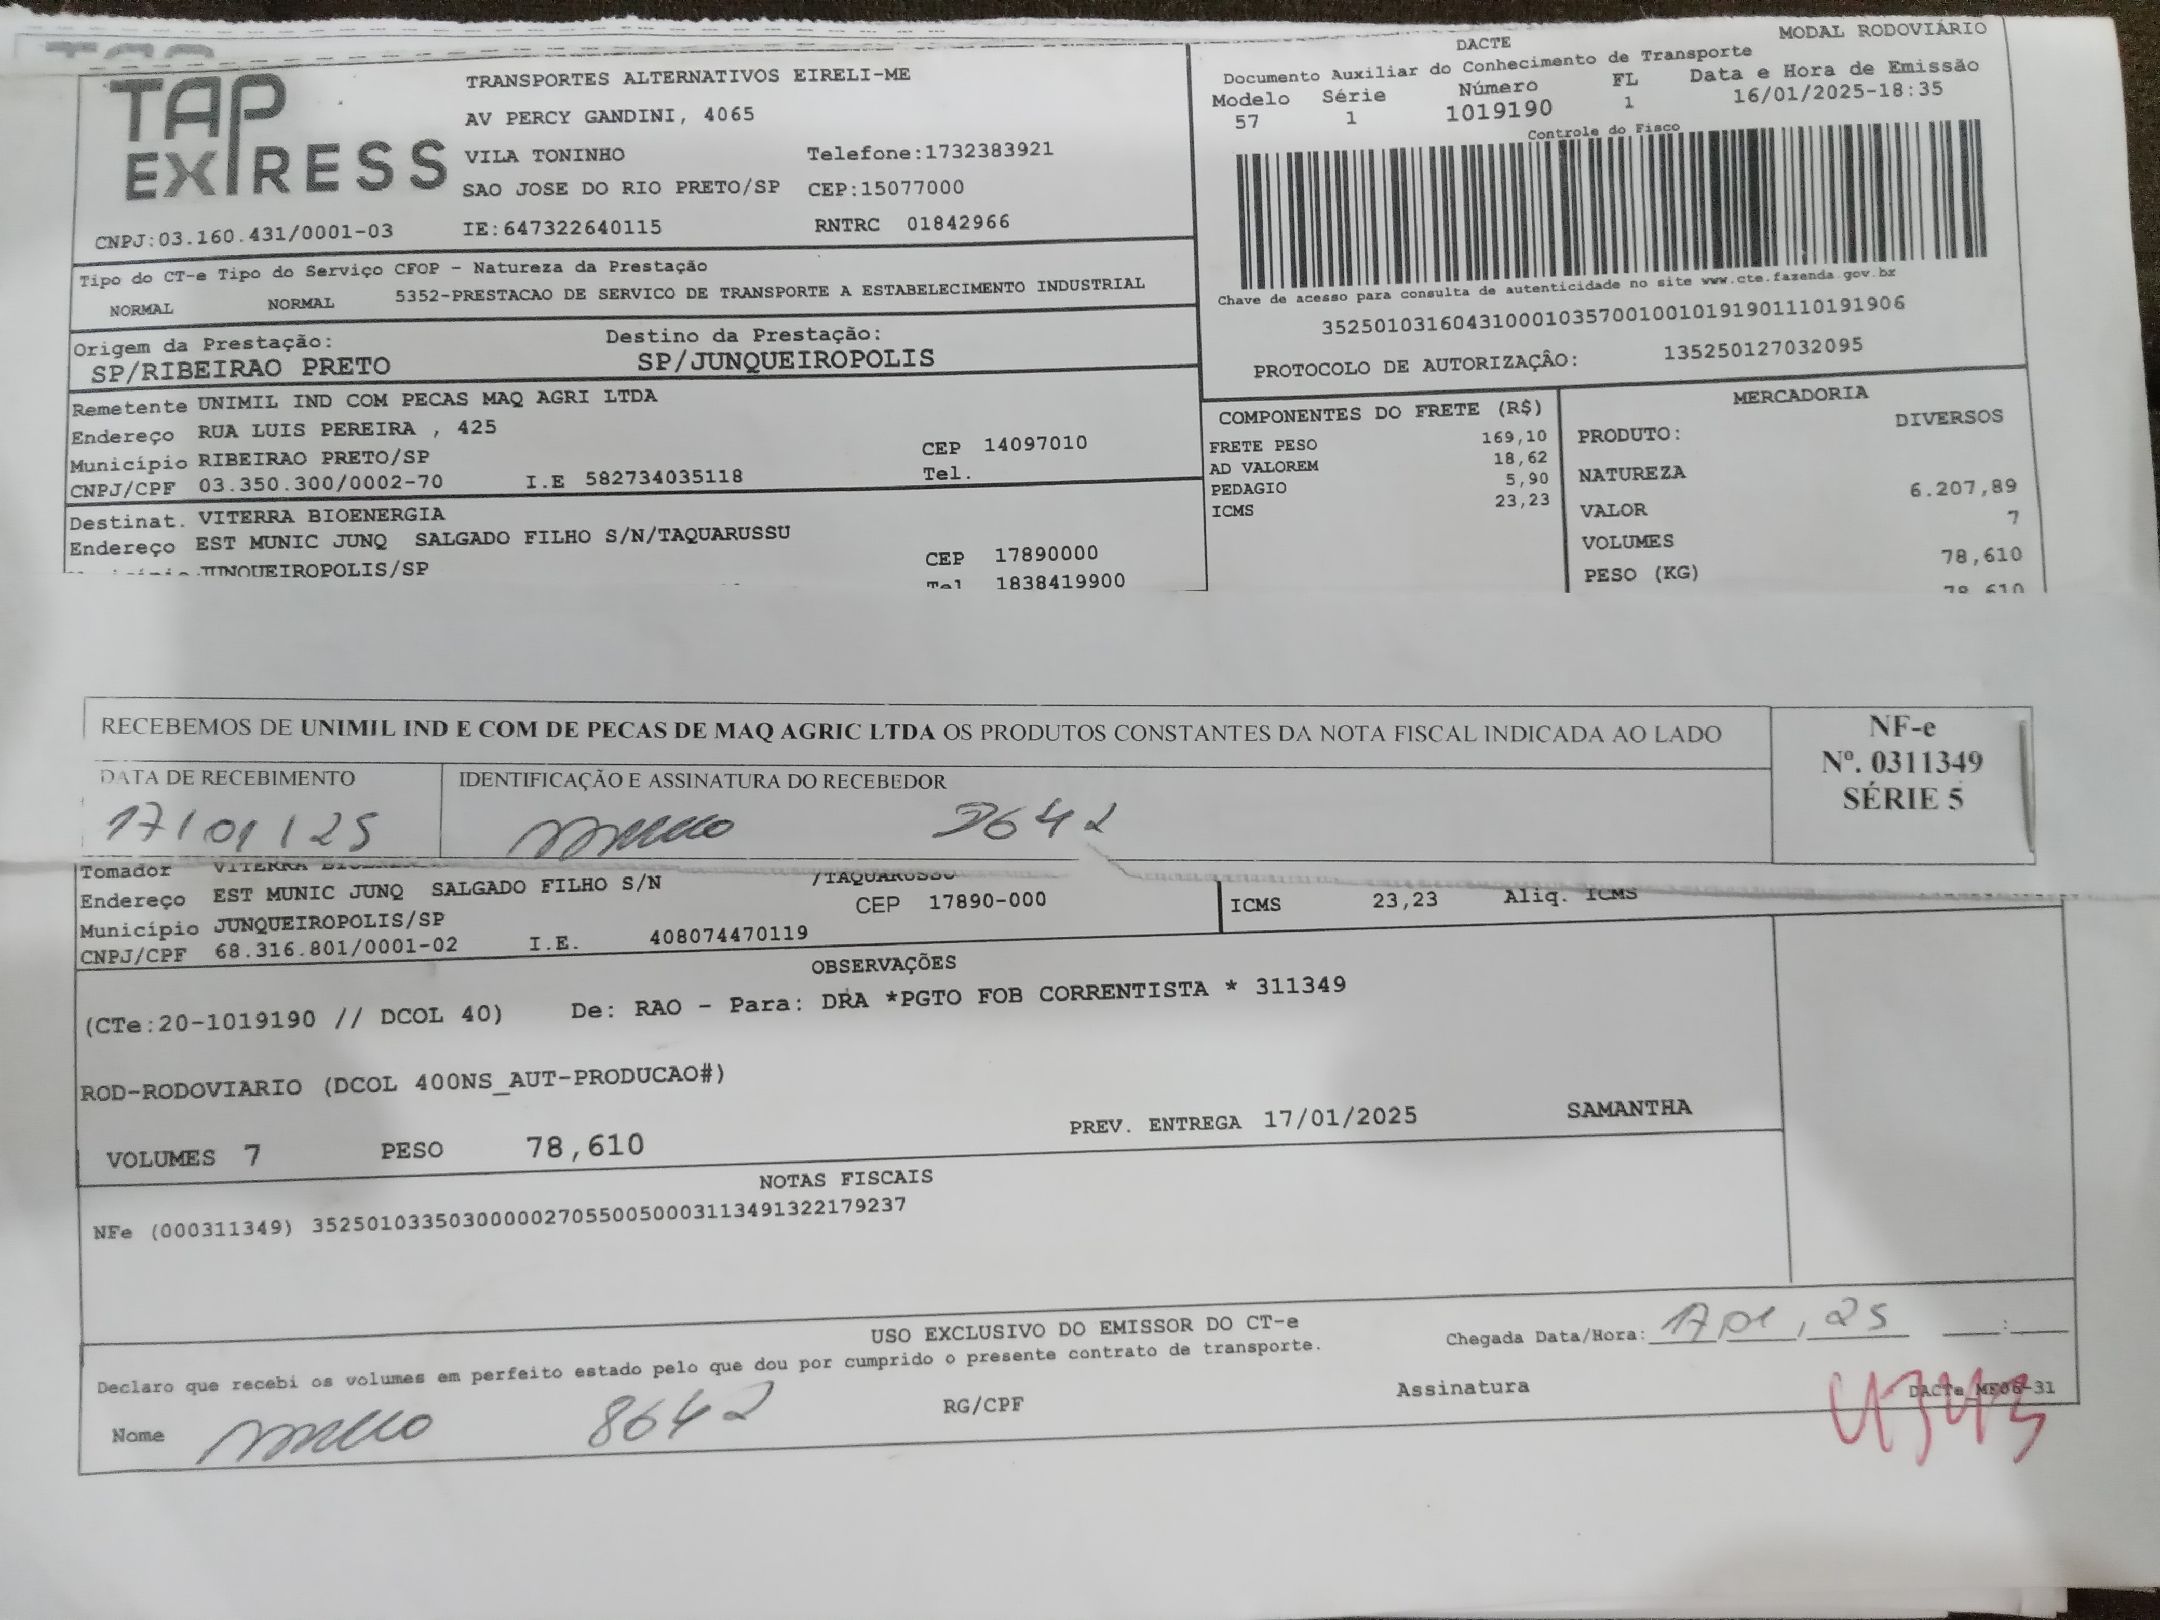 TAP EXPRESS
TRANSPORTES ALTERNATIVOS EIRELI-ME
AV PERCY GANDINI, 4065
VILA TONINHO Telefone:1732383921
SAO JOSE DO RIO PRETO/SP CEP:15077000
CNPJ:03.160.431/0001-03 IE:647322640115 RNTRC 01842966
DACTE MODAL RODOVIÁRIO
Documento Auxiliar do Conhecimento de Transporte
Modelo Série Número FL Data e Hora de Emissão
57 1 1019190 1 16/01/2025-18:35
Controle do Fisco
Chave de acesso para consulta de autenticidade no site www.cte.fazenda.gov.br
35250103160431000103570010010191901110191906
PROTOCOLO DE AUTORIZAÇÃO: 135250127032095
Tipo do CT-e Tipo do Serviço CFOP - Natureza da Prestação
NORMAL NORMAL 5352-PRESTACAO DE SERVICO DE TRANSPORTE A ESTABELECIMENTO INDUSTRIAL
Origem da Prestação: Destino da Prestação:
SP/RIBEIRAO PRETO SP/JUNQUEIROPOLIS
Remetente UNIMIL IND COM PECAS MAQ AGRI LTDA
Endereço RUA LUIS PEREIRA , 425
Município RIBEIRAO PRETO/SP CEP 14097010
CNPJ/CPF 03.350.300/0002-70 I.E 582734035118 Tel.
Destinat. VITERRA BIOENERGIA
Endereço EST MUNIC JUNQ SALGADO FILHO S/N/TAQUARUSSU
CEP 17890000
JUNQUEIROPOLIS/SP
Tel 1838419900
COMPONENTES DO FRETE (R$)
FRETE PESO 169,10
AD VALOREM 18,62
PEDAGIO 5,90
ICMS 23,23
MERCADORIA
PRODUTO: DIVERSOS
NATUREZA
VALOR 6.207,89
VOLUMES 7
PESO (KG) 78,610
78,610
RECEBEMOS DE UNIMIL IND E COM DE PECAS DE MAQ AGRIC LTDA OS PRODUTOS CONSTANTES DA NOTA FISCAL INDICADA AO LADO
DATA DE RECEBIMENTO IDENTIFICAÇÃO E ASSINATURA DO RECEBEDOR
17/01/25
NF-e
Nº. 0311349
SÉRIE 5
Tomador VITERRA
Endereço EST MUNIC JUNQ SALGADO FILHO S/N /TAQUARUSSU
Município JUNQUEIROPOLIS/SP CEP 17890-000
CNPJ/CPF 68.316.801/0001-02 I.E. 408074470119
ICMS 23,23 Aliq. ICMS
OBSERVAÇÕES
(CTe:20-1019190 // DCOL 40) De: RAO - Para: DRA *PGTO FOB CORRENTISTA * 311349
ROD-RODOVIARIO (DCOL 400NS_AUT-PRODUCAO#)
VOLUMES 7 PESO 78,610 PREV. ENTREGA 17/01/2025 SAMANTHA
NOTAS FISCAIS
NFe (000311349) 35250103350300000270550050003113491322179237
USO EXCLUSIVO DO EMISSOR DO CT-e
Declaro que recebi os volumes em perfeito estado pelo que dou por cumprido o presente contrato de transporte.
Chegada Data/Hora: 17 01, 25
Nome 8642 RG/CPF Assinatura
DACTe_MF06-31